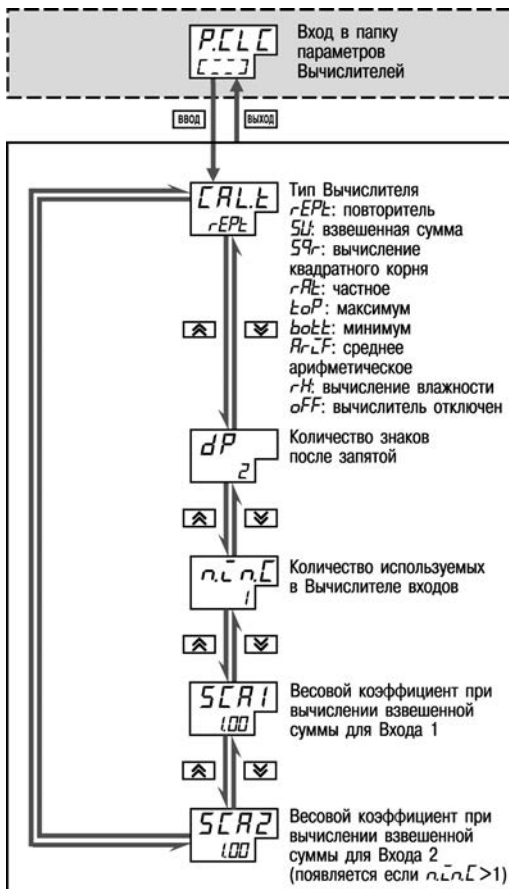 P.CLC
[---]
Вход в папку
параметров
Вычислителей
ВВОД
ВЫХОД
CAL.t
rEPt
Тип Вычислителя
rEPt: повторитель
SU: взвешенная сумма
Sqr: вычисление
квадратного корня
rAt: частное
toP: максимум
bott: минимум
AriF: среднее
арифметическое
rH: вычисление влажности
oFF: вычислитель отключен
dP
2
Количество знаков
после запятой
n.in.C
1
Количество используемых
в Вычислителе входов
SCA1
1.00
Весовой коэффициент при
вычислении взвешенной
суммы для Входа 1
SCA2
1.00
Весовой коэффициент при
вычислении взвешенной
суммы для Входа 2
(появляется если n.in.C >1)